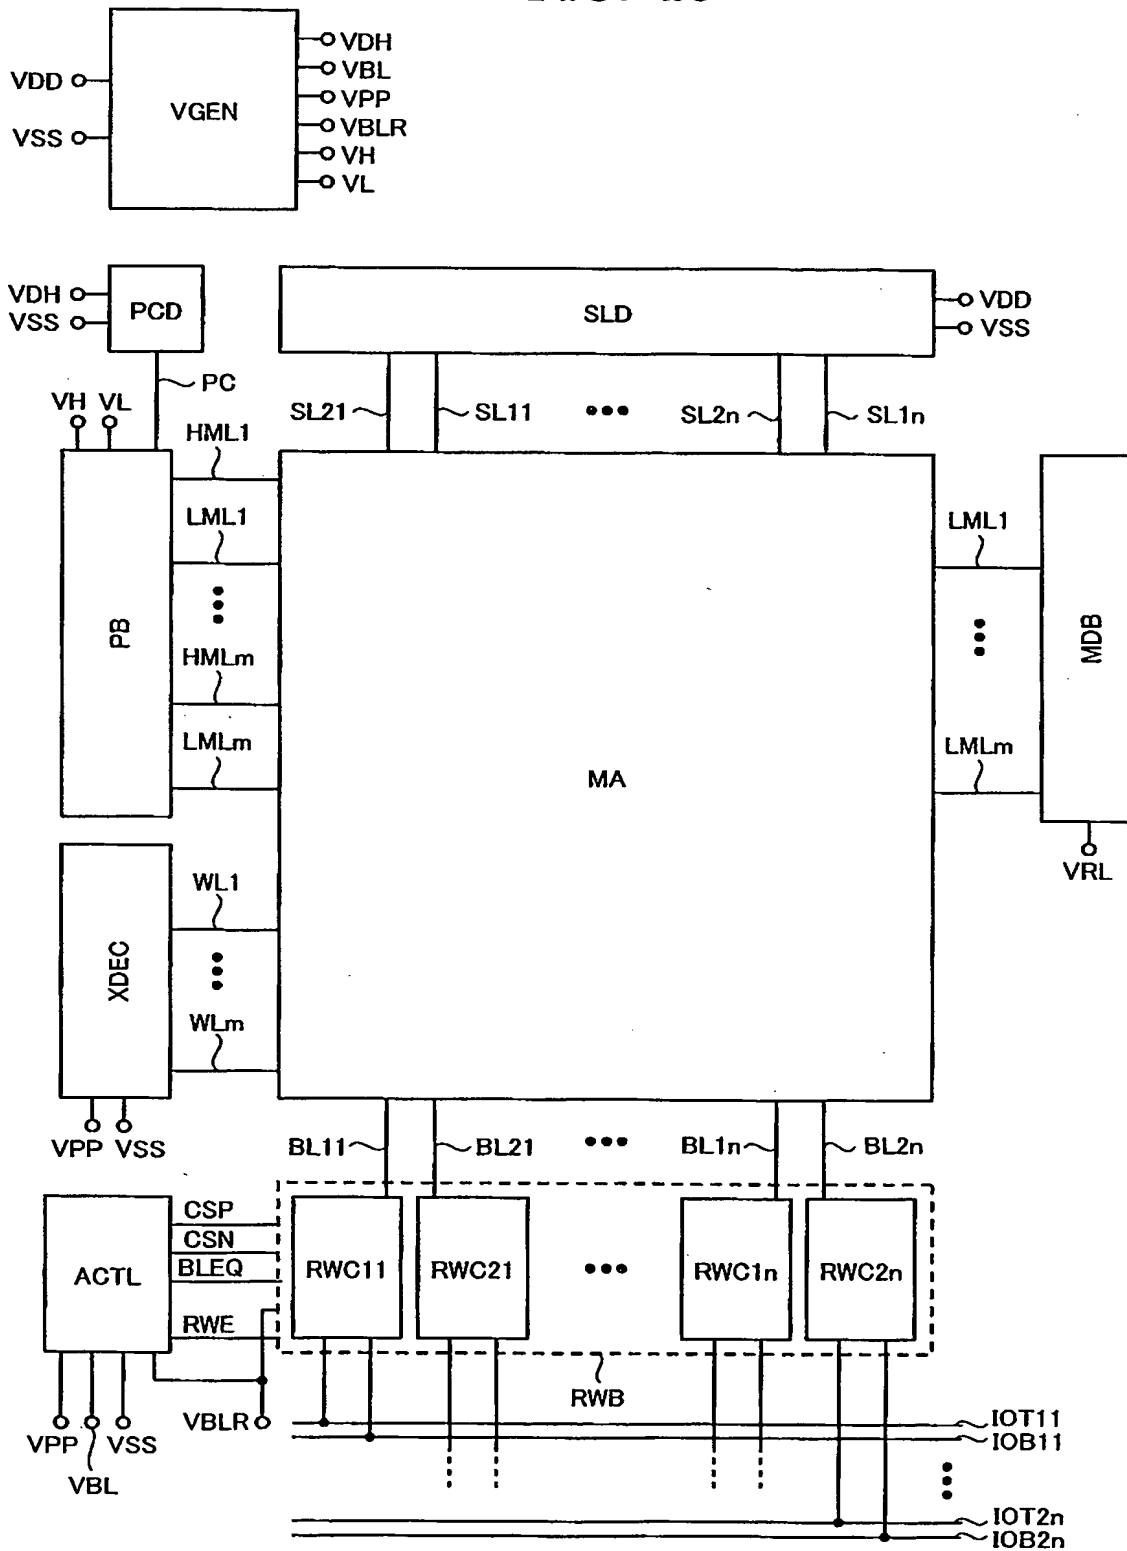 VDD
VSS
VGEN
VDH
VBL
VPP
VBLR
VH
VL
VDH
VSS
PCD
PC
SLD
VDD
VSS
SL21
SL11
SL2n
SL1n
VH VL
HML1
LML1
HMLm
LMLm
PB
MA
LML1
LMLm
MDB
VRL
XDEC
WL1
WLm
VPP VSS
BL11
BL21
BL1n
BL2n
ACTL
CSP
CSN
BLEQ
RWE
RWC11
RWC21
RWC1n
RWC2n
RWB
VPP
VBL
VSS
VBLR
IOT11
IOB11
IOT2n
IOB2n